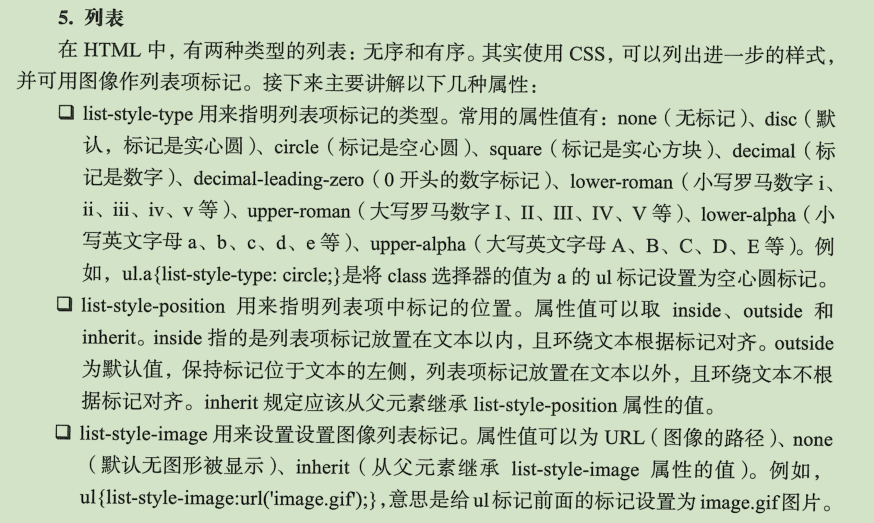 5. 列表
在 HTML 中，有两种类型的列表：无序和有序。其实使用 CSS，可以列出进一步的样式，
并可用图像作列表项标记。接下来主要讲解以下几种属性：
❑ list-style-type 用来指明列表项标记的类型。常用的属性值有：none（无标记）、disc（默
认，标记是实心圆）、circle（标记是空心圆）、square（标记是实心方块）、decimal（标
记是数字）、decimal-leading-zero（0 开头的数字标记）、lower-roman（小写罗马数字 i、
ii、iii、iv、v 等）、upper-roman（大写罗马数字 I、II、III、IV、V 等）、lower-alpha（小
写英文字母 a、b、c、d、e 等）、upper-alpha（大写英文字母 A、B、C、D、E 等）。例
如，ul.a{list-style-type: circle;}是将 class 选择器的值为 a 的 ul 标记设置为空心圆标记。
❑ list-style-position 用来指明列表项中标记的位置。属性值可以取 inside、outside 和
inherit。inside 指的是列表项标记放置在文本以内，且环绕文本根据标记对齐。outside
为默认值，保持标记位于文本的左侧，列表项标记放置在文本以外，且环绕文本不根
据标记对齐。inherit 规定应该从父元素继承 list-style-position 属性的值。
❑ list-style-image 用来设置设置图像列表标记。属性值可以为 URL（图像的路径）、none
（默认无图形被显示）、inherit（从父元素继承 list-style-image 属性的值）。例如，
ul{list-style-image:url('image.gif');}，意思是给 ul 标记前面的标记设置为 image.gif 图片。